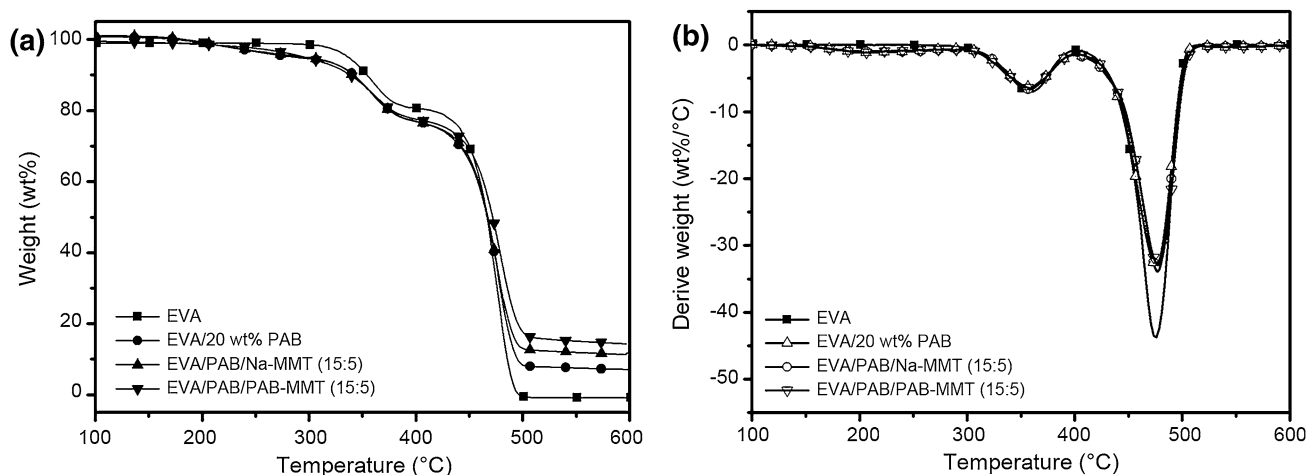 (a)
100
80
60
40
20
0
Weight (wt%)
EVA
EVA/20 wt% PAB
EVA/PAB/Na-MMT (15:5)
EVA/PAB/PAB-MMT (15:5)
100 200 300 400 500 600
Temperature (°C)
(b)
0
-10
-20
-30
-40
-50
Derive weight (wt%/°C)
EVA
EVA/20 wt% PAB
EVA/PAB/Na-MMT (15:5)
EVA/PAB/PAB-MMT (15:5)
100 200 300 400 500 600
Temperature (°C)